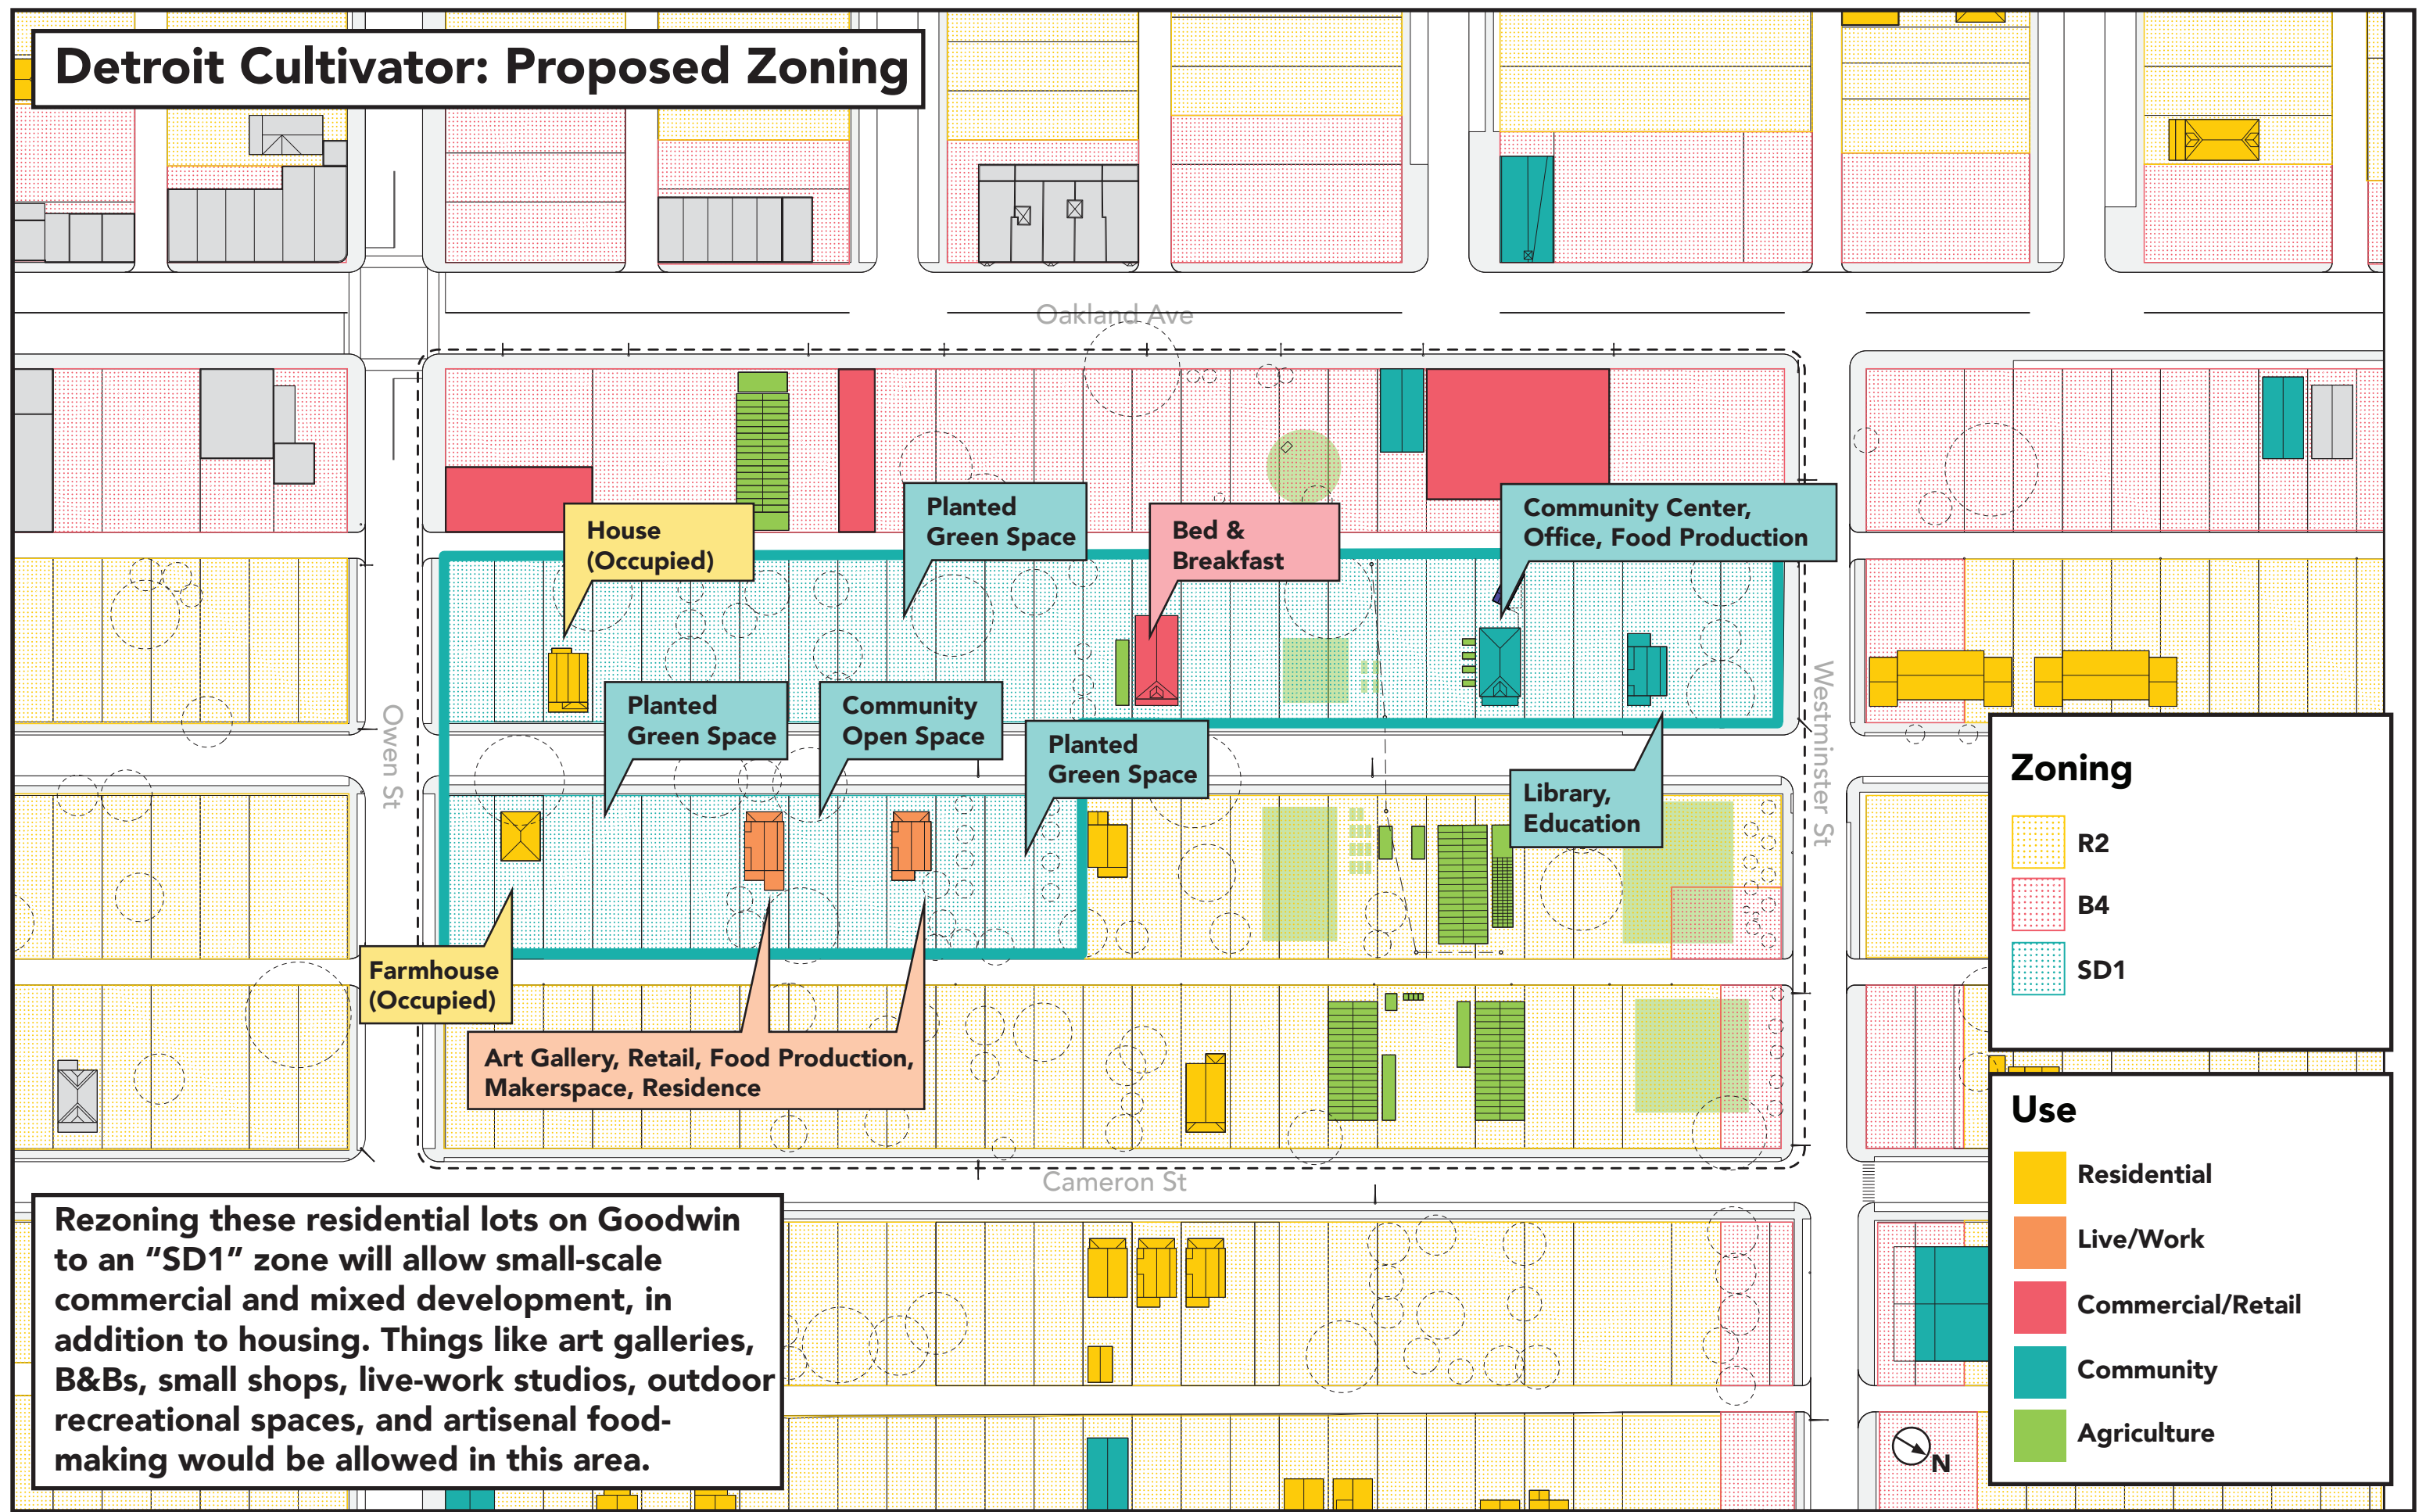 Detroit Cultivator: Proposed Zoning
Oakland Ave
House
(Occupied)
Planted
Green Space
Bed &
Breakfast
Community Center,
Office, Food Production
Owen St
Westminster St
Planted
Green Space
Community
Open Space
Planted
Green Space
Library,
Education
Farmhouse
(Occupied)
Art Gallery, Retail, Food Production,
Makerspace, Residence
Cameron St
Zoning
R2
B4
SD1
Use
Residential
Live/Work
Commercial/Retail
Community
Agriculture
N
Rezoning these residential lots on Goodwin
to an “SD1” zone will allow small-scale
commercial and mixed development, in
addition to housing. Things like art galleries,
B&Bs, small shops, live-work studios, outdoor
recreational spaces, and artisenal food-
making would be allowed in this area.